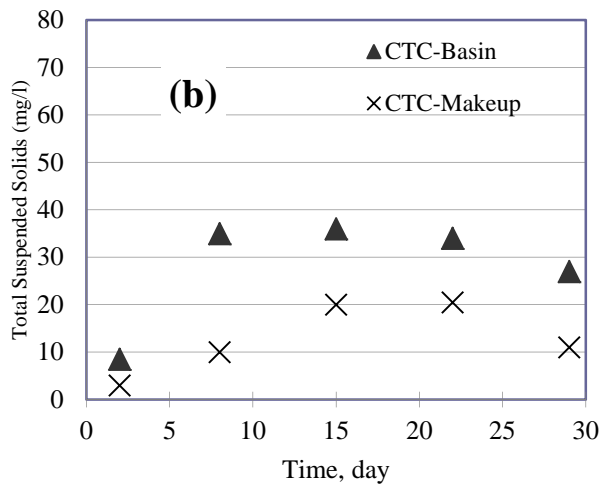 80
70
60
50
40
30
20
10
0
Total Suspended Solids (mg/l)
(b)
CTC-Basin
CTC-Makeup
0 5 10 15 20 25 30
Time, day